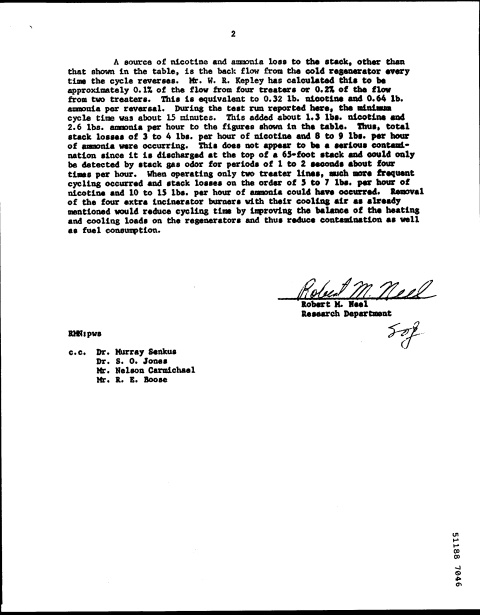 2
A source of nicotine and ammonia loss to the stack, other than
that shown in the table, is the back flow from the cold regenerator every
time the cycle reverses. Mr. W. R. Kepley has calculated this to be
approximately 0.1% of the flow from four treaters or 0.2% of the flow
from two treaters. This is equivalent to 0.32 lb. nicotine and 0.64 lb.
ammonia per reversal. During the test run reported here, the minimum
cycle time was about 15 minutes. This added about 1.3 lbs. nicotine and
2.6 lbs. ammonia per hour to the figures shown in the table. Thus, total
stack losses of 3 to 4 lbs. per hour of nicotine and 8 to 9 lbs. per hour
of ammonia were occurring. This does not appear to be a serious contami-
nation since it is discharged at the top of a 65-foot stack and could only
be detected by stack gas odor for periods of 1 to 2 seconds about four
times per hour. When operating only two treater lines, much more frequent
cycling occurred and stack losses on the order of 5 to 7 lbs. per hour of
nicotine and 10 to 15 lbs. per hour of ammonia could have occurred. Removal
of the four extra incinerator burners with their cooling air as already
mentioned would reduce cycling time by improving the balance of the heating
and cooling loads on the regenerators and thus reduce contamination as well
as fuel consumption.
Robert M. Neel
Robert M. Neel
Research Department
RMN:pws
c.c. Dr. Murray Senkus
Dr. S. O. Jones
Mr. Nelson Carmichael
Mr. R. E. Boose
51188 7046